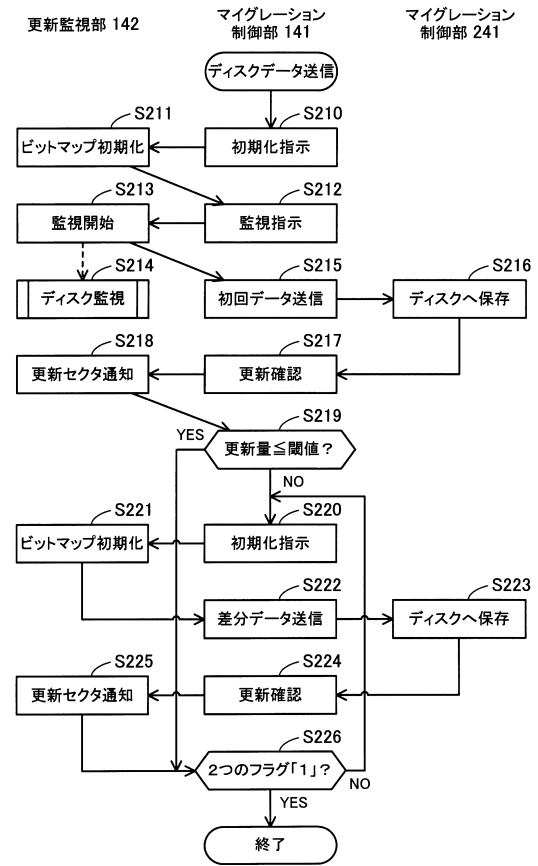 更新監視部 142
マイグレーション
制御部 141
マイグレーション
制御部 241
ディスクデータ送信
S211
ビットマップ初期化
S210
初期化指示
S213
監視開始
S212
監視指示
S214
ディスク監視
S215
初回データ送信
S216
ディスクへ保存
S218
更新セクタ通知
S217
更新確認
S219
更新量≦閾値？
YES
NO
S221
ビットマップ初期化
S220
初期化指示
S222
差分データ送信
S223
ディスクへ保存
S225
更新セクタ通知
S224
更新確認
S226
2つのフラグ「1」？
NO
YES
終了